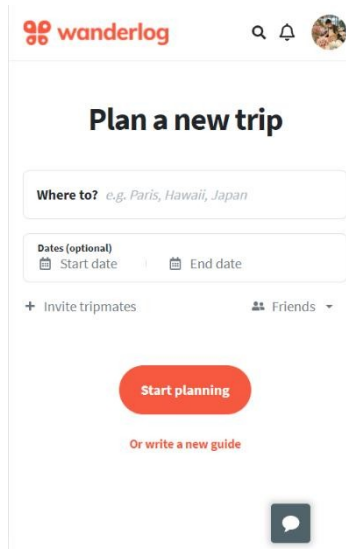 wanderlog
Plan a new trip
Where to? e.g. Paris, Hawaii, Japan
Dates (optional)
Start date End date
+ Invite tripmates Friends
Start planning
Or write a new guide